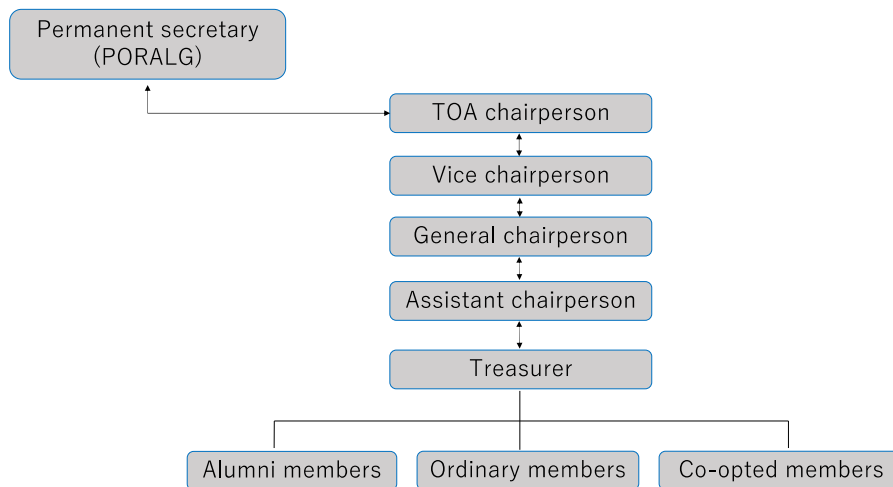 Permanent secretary
(PORALG)
TOA chairperson
Vice chairperson
General chairperson
Assistant chairperson
Treasurer
Alumni members
Ordinary members
Co-opted members